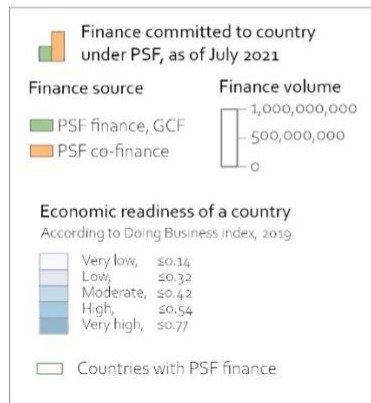 Finance committed to country
under PSF, as of July 2021
Finance source
Finance volume
PSF finance, GCF
PSF co-finance
1,000,000,000
500,000,000
0
Economic readiness of a country
According to Doing Business index, 2019
Very low, ≤0.14
Low, ≤0.32
Moderate, ≤0.42
High, ≤0.54
Very high, ≤0.77
Countries with PSF finance